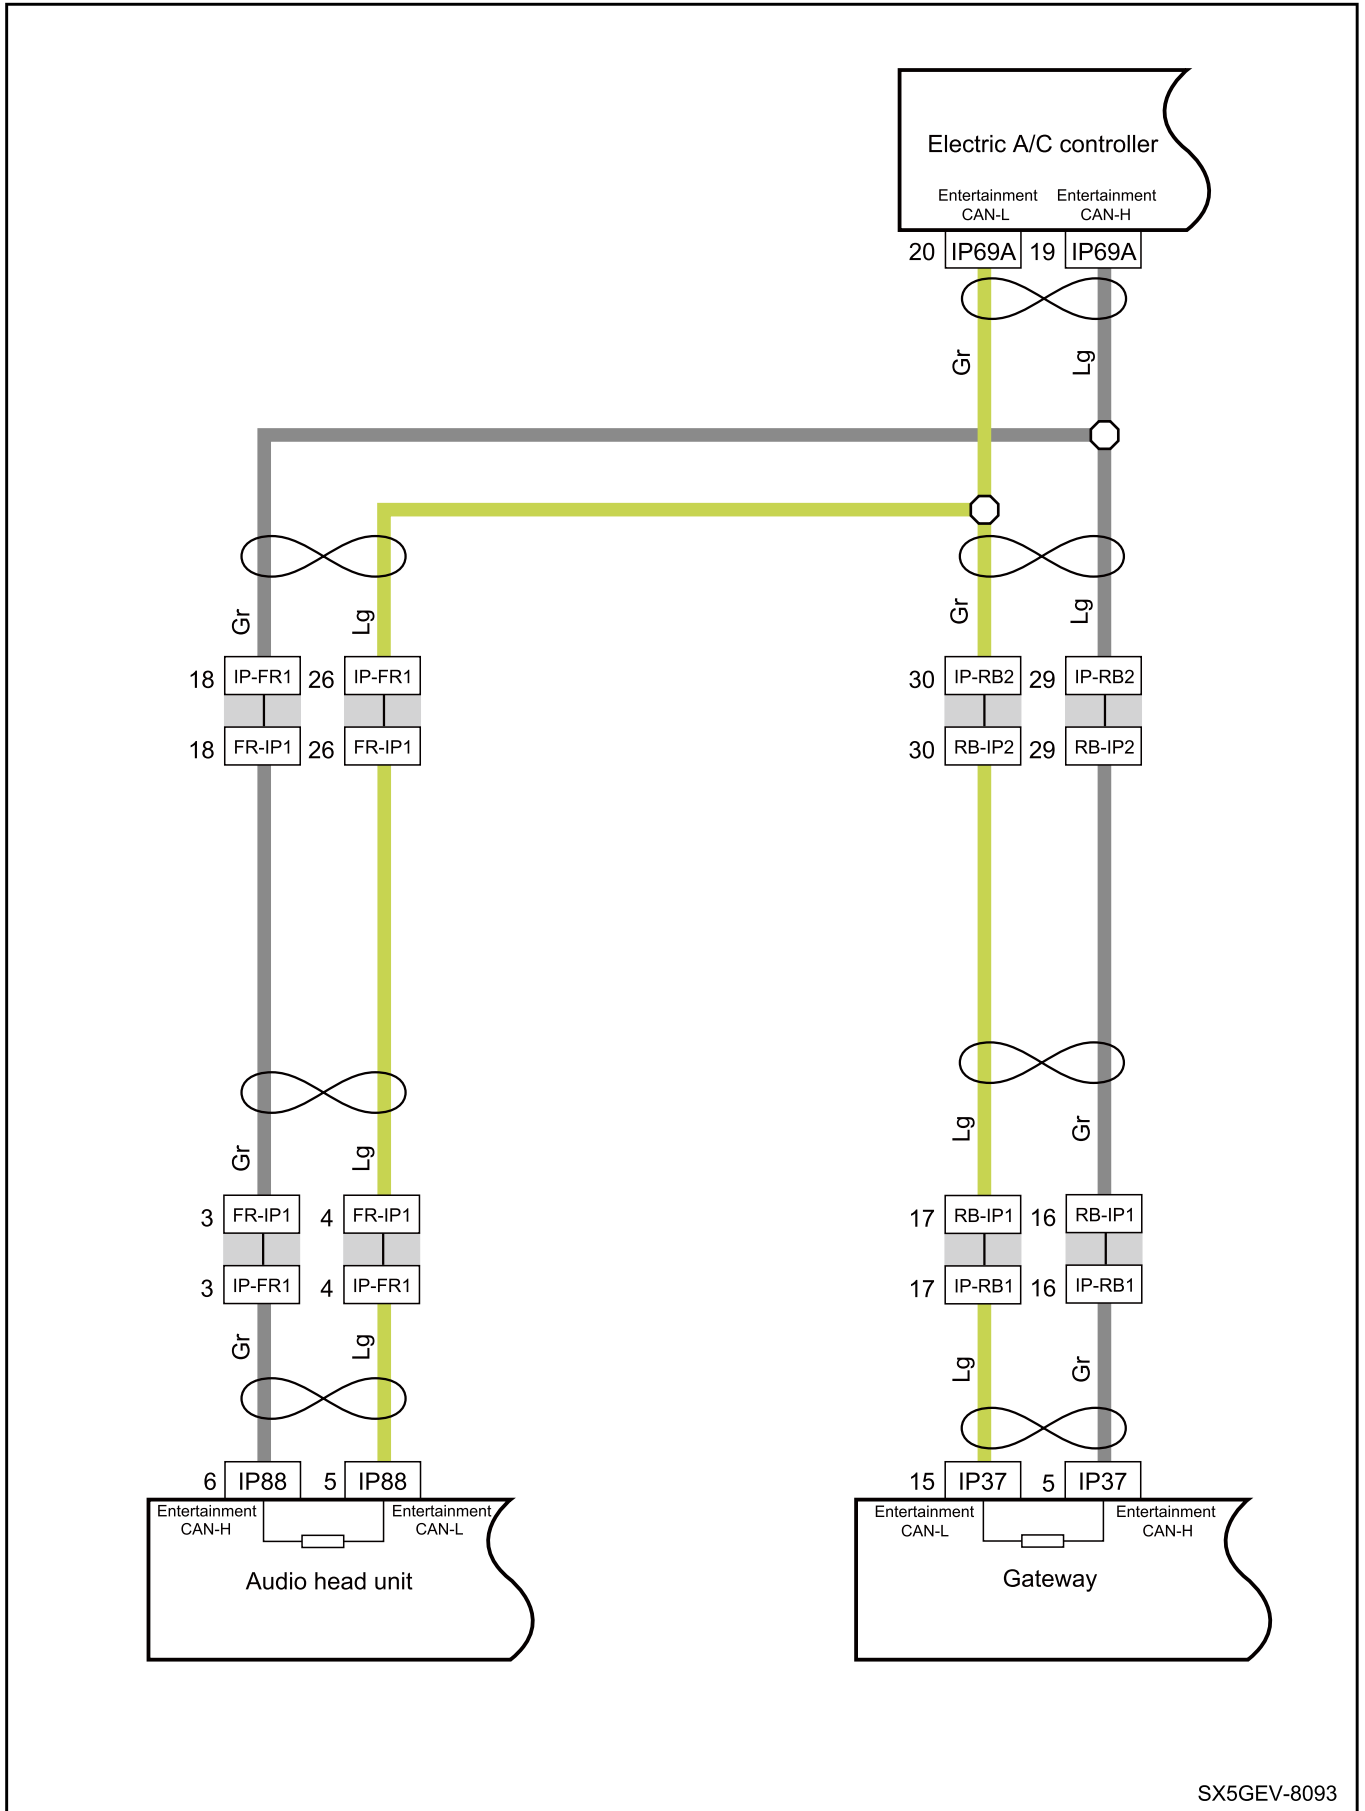 Electric A/C controller
Entertainment CAN-L
Entertainment CAN-H
20 IP69A 19 IP69A
Gr Lg
Gr Lg Gr Lg
18 IP-FR1 26 IP-FR1 30 IP-RB2 29 IP-RB2
18 FR-IP1 26 FR-IP1 30 RB-IP2 29 RB-IP2
Gr Lg Lg Gr
3 FR-IP1 4 FR-IP1 17 RB-IP1 16 RB-IP1
3 IP-FR1 4 IP-FR1 17 IP-RB1 16 IP-RB1
Gr Lg Lg Gr
6 IP88 5 IP88 15 IP37 5 IP37
Entertainment CAN-H
Entertainment CAN-L
Entertainment CAN-L
Entertainment CAN-H
Audio head unit
Gateway
SX5GEV-8093